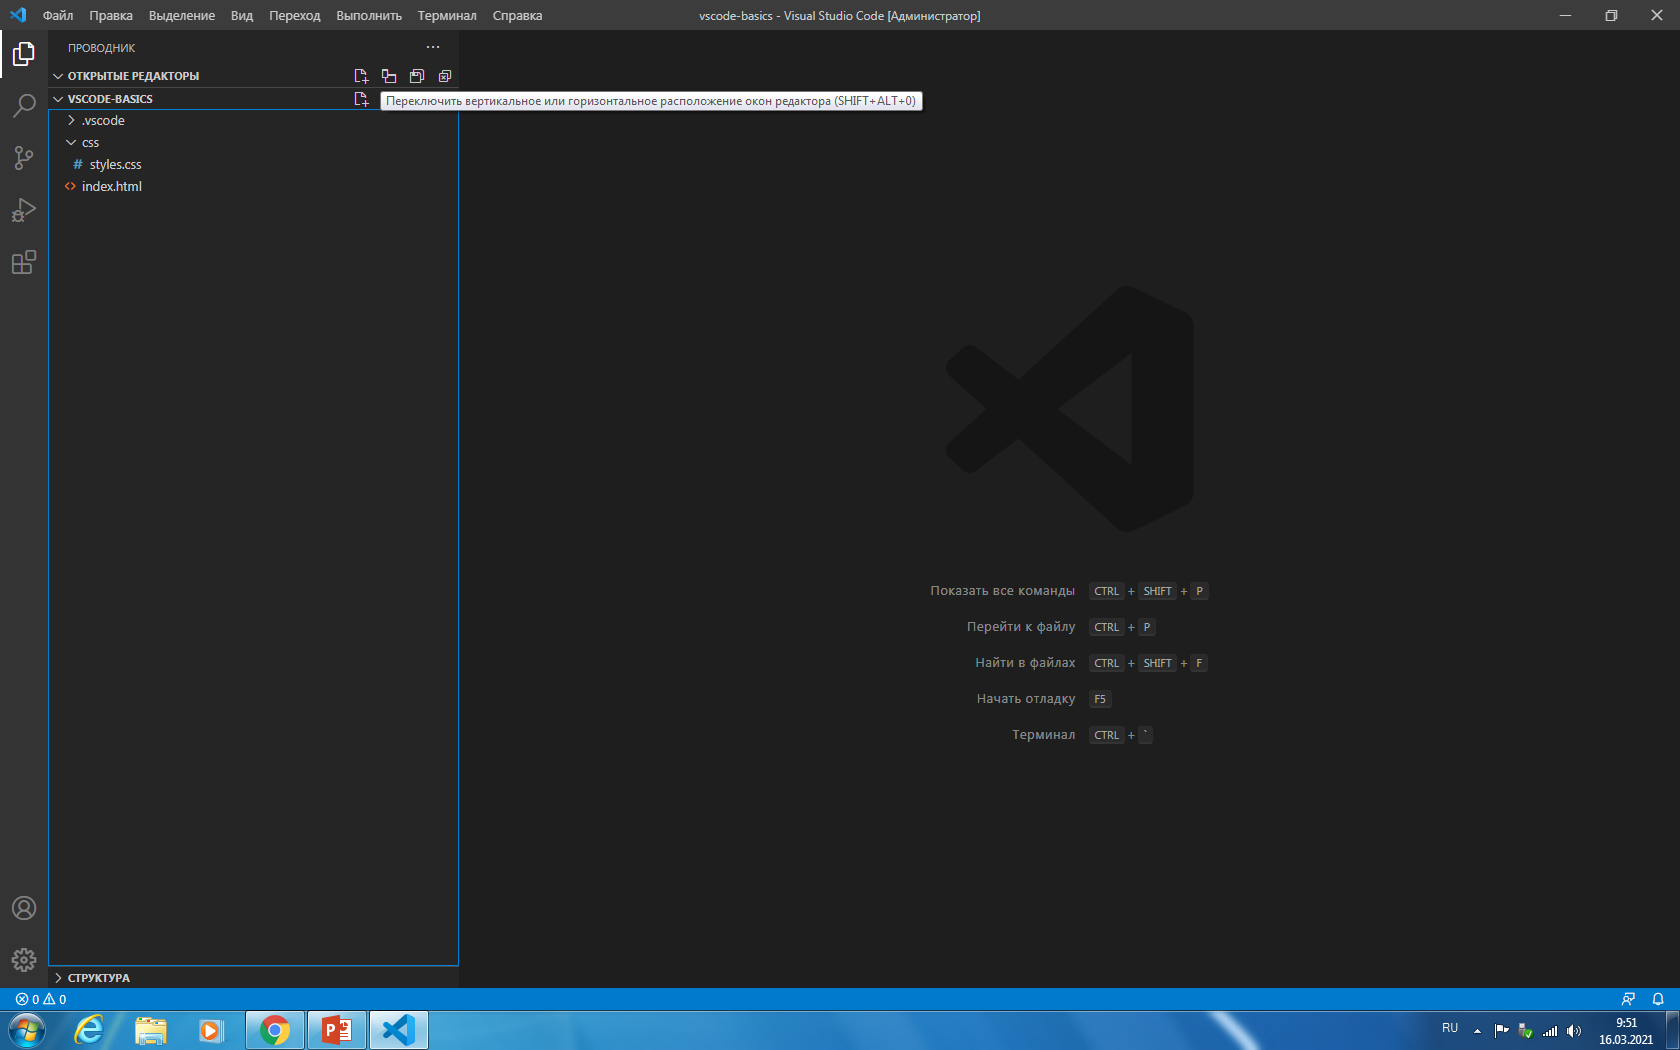 Файл Правка Выделение Вид Переход Выполнить Терминал Справка
vscode-basics - Visual Studio Code [Администратор]
ПРОВОДНИК
ОТКРЫТЫЕ РЕДАКТОРЫ
VSCODE-BASICS
Переключить вертикальное или горизонтальное расположение окон редактора (SHIFT+ALT+0)
.vscode
css
# styles.css
<> index.html
Показать все команды CTRL + SHIFT + P
Перейти к файлу CTRL + P
Найти в файлах CTRL + SHIFT + F
Начать отладку F5
Терминал CTRL + `
СТРУКТУРА
0 0
RU
9:51
16.03.2021